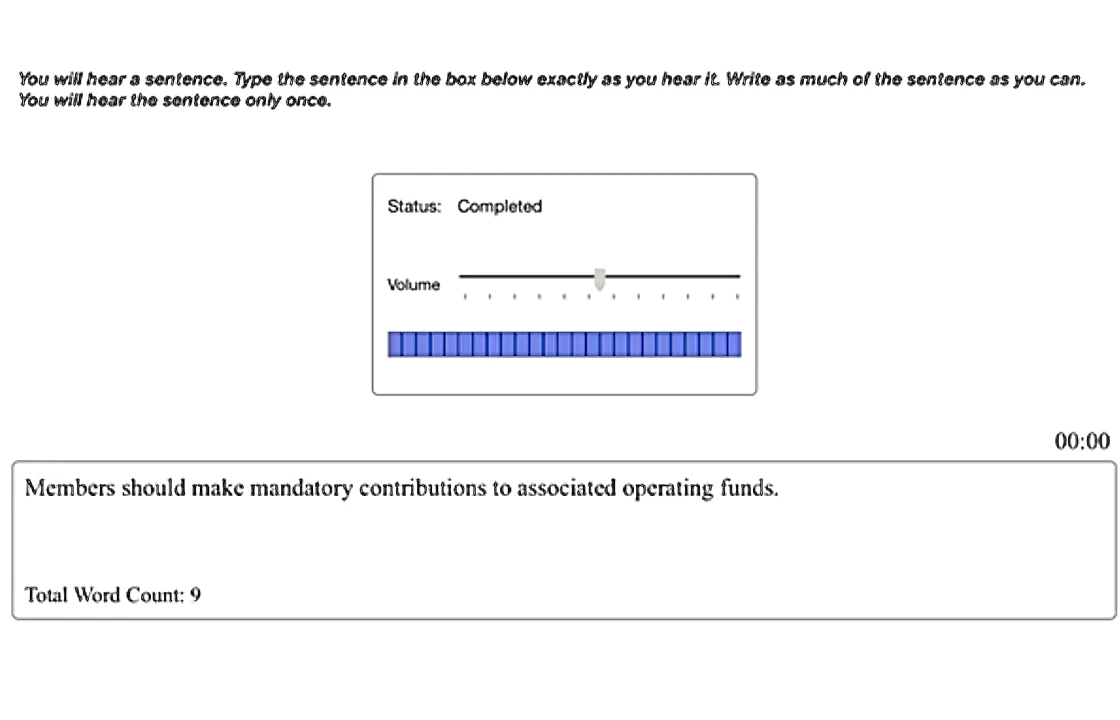 You will hear a sentence. Type the sentence in the box below exactly as you hear it. Write as much of the sentence as you can.
You will hear the sentence only once.
Status: Completed
Volume
00:00
Members should make mandatory contributions to associated operating funds.
Total Word Count: 9